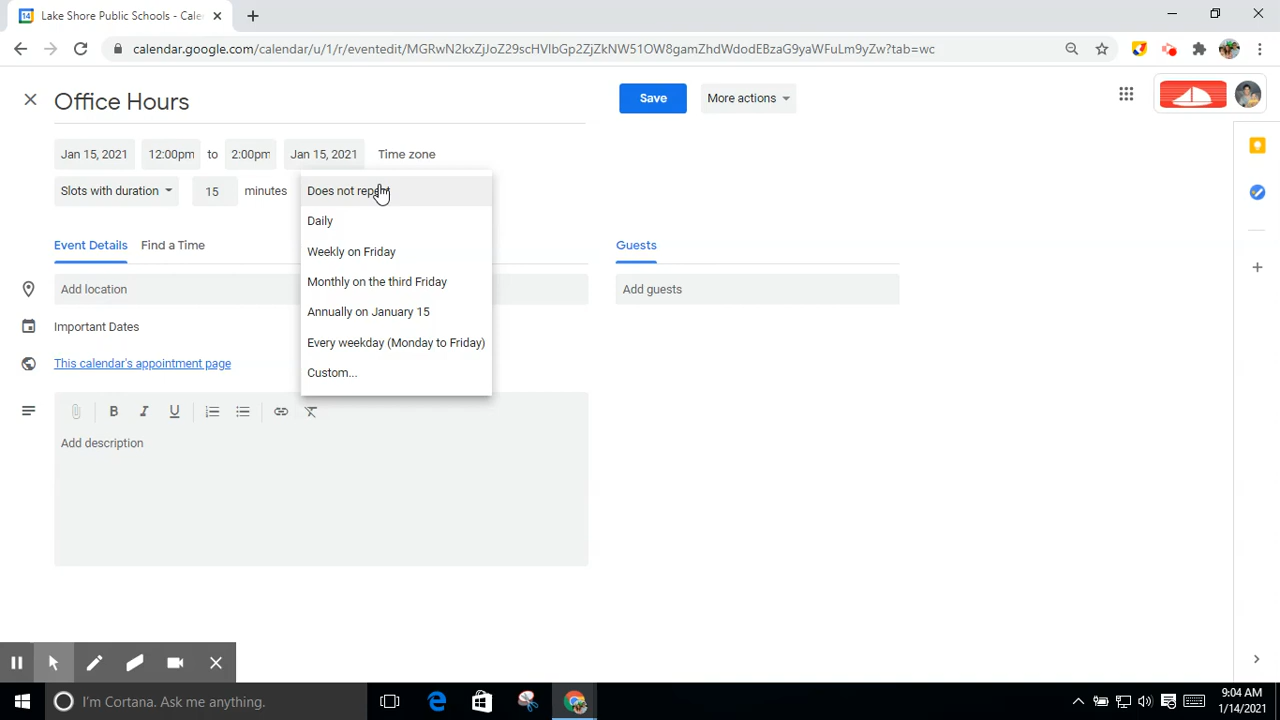 Lake Shore Public Schools - Cale
calendar.google.com/calendar/u/1/r/eventedit/
Office Hours
Save
More actions
Jan 15, 2021
12:00pm
to
2:00pm
Jan 15, 2021
Time zone
Slots with duration
15
minutes
Does not repeat
Daily
Weekly on Friday
Monthly on the third Friday
Annually on January 15
Every weekday (Monday to Friday)
Custom...
Event Details
Find a Time
Guests
Add location
Add guests
Important Dates
This calendar's appointment page
B
I
U
Add description
I'm Cortana. Ask me anything.
9:04 AM
1/14/2021